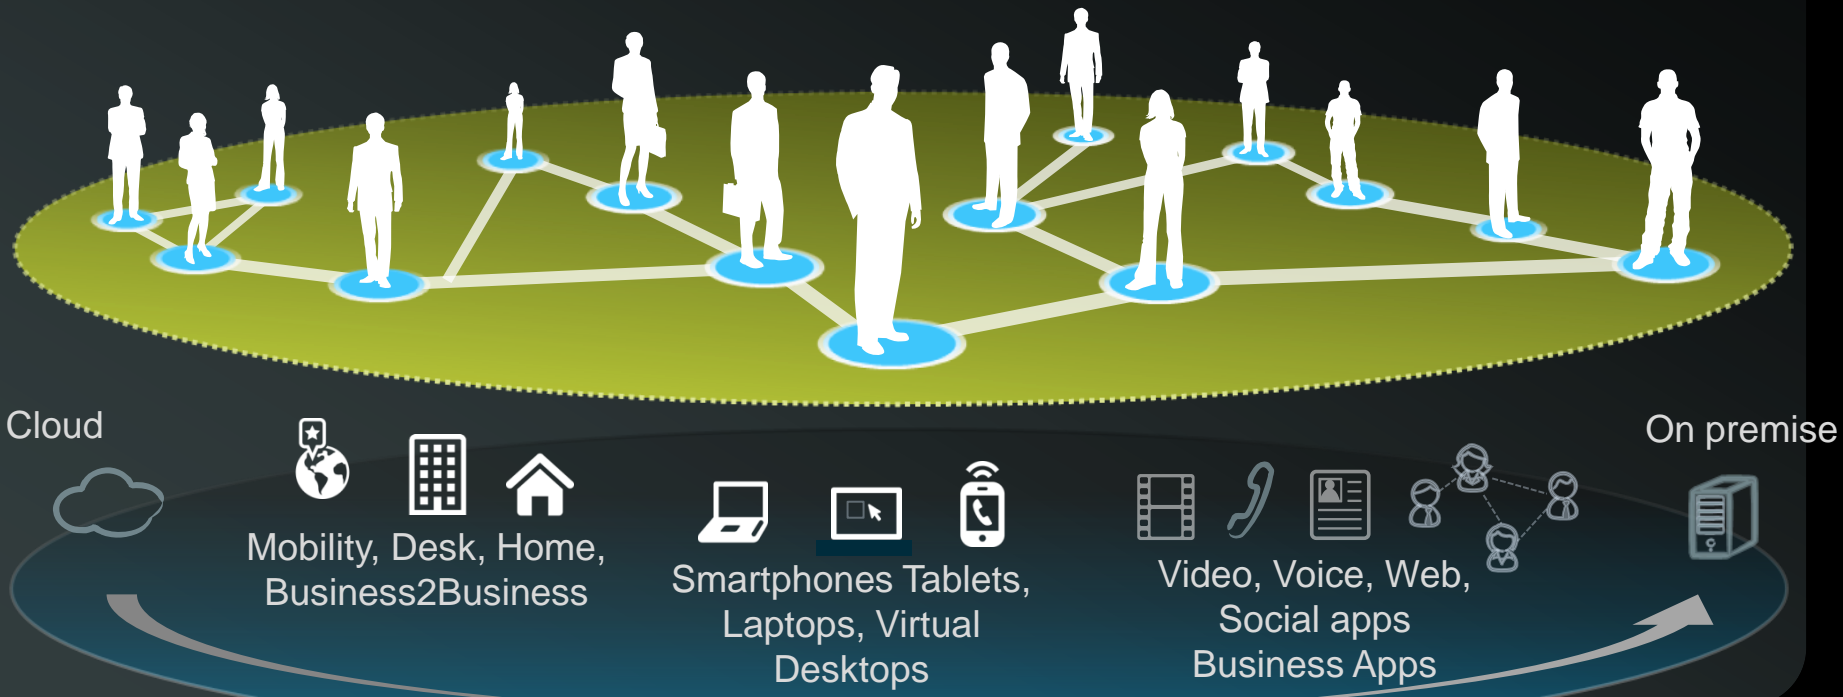 Cloud
On premise
Mobility, Desk, Home,
Business2Business
Smartphones Tablets,
Laptops, Virtual
Desktops
Video, Voice, Web,
Social apps
Business Apps